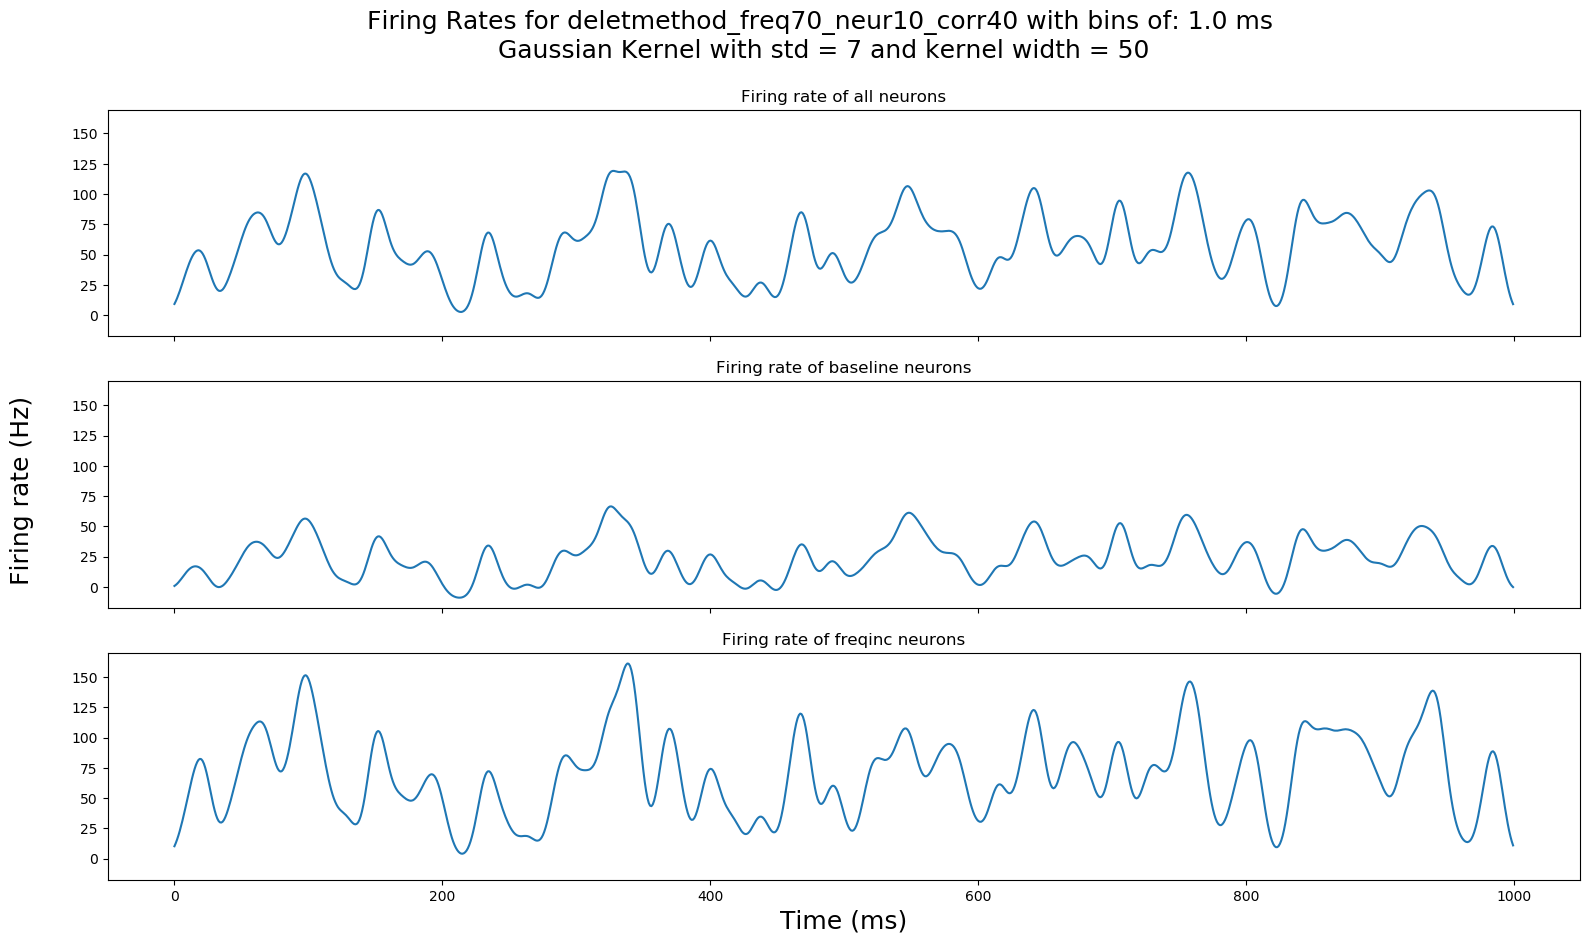 Firing Rates for deletmethod_freq70_neur10_corr40 with bins of: 1.0 ms
Gaussian Kernel with std = 7 and kernel width = 50
Firing rate of all neurons
150
125
100
75
50
25
0
Firing rate of baseline neurons
150
125
100
75
50
25
0
Firing rate (Hz)
Firing rate of freqinc neurons
150
125
100
75
50
25
0
0 200 400 600 800 1000
Time (ms)